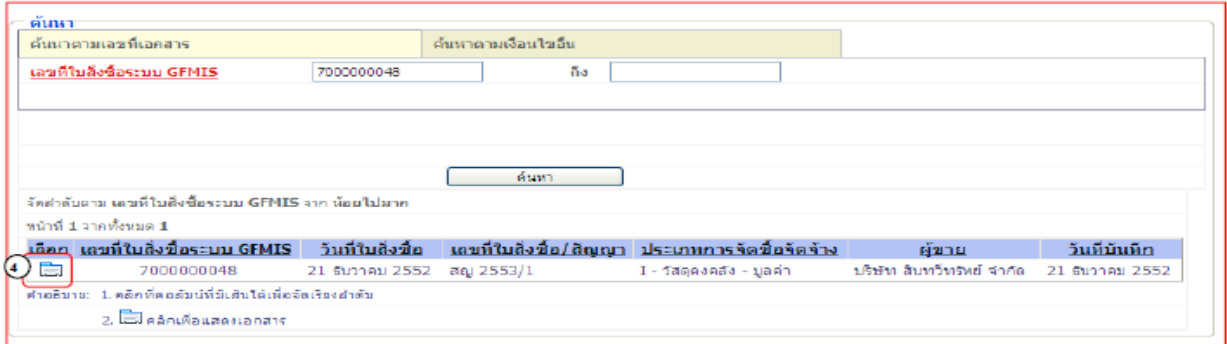 ค้นหา
ค้นหาตามเลขที่เอกสาร ค้นหาตามเงื่อนไขอื่น
เลขที่ใบสั่งซื้อระบบ GFMIS 7000000048 ถึง
ค้นหา
จัดลำดับตาม เลขที่ใบสั่งซื้อระบบ GFMIS จาก น้อยไปมาก
หน้าที่ 1 จากทั้งหมด 1
เลือก เลขที่ใบสั่งซื้อระบบ GFMIS วันที่ใบสั่งซื้อ เลขที่ใบสั่งซื้อ/สัญญา ประเภทการจัดซื้อจัดจ้าง ผู้ขาย วันที่บันทึก
4 7000000048 21 ธันวาคม 2552 สญ 2553/1 I - วัสดุคงคลัง - มูลค่า บริษัท สินทวีทรัพย์ จำกัด 21 ธันวาคม 2552
คำอธิบาย: 1. คลิกที่คอลัมน์ที่มีเส้นใต้เพื่อจัดเรียงลำดับ
2. คลิกเพื่อแสดงเอกสาร